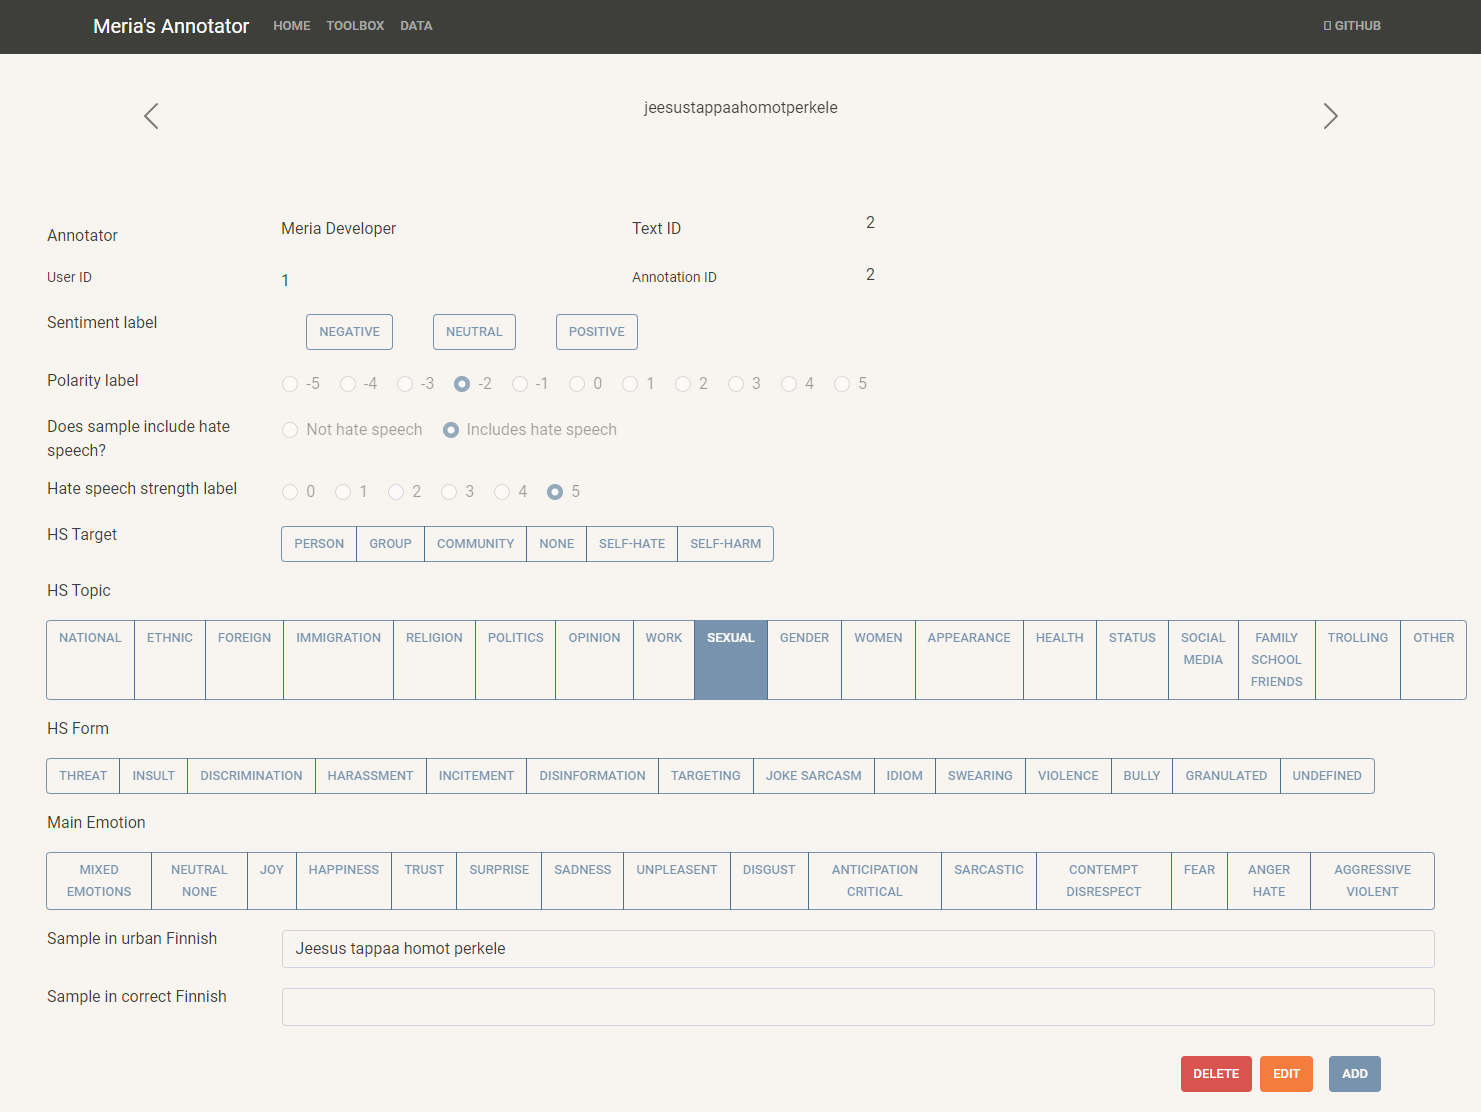 Meria's Annotator HOME TOOLBOX DATA GITHUB
jeesustappaahomotperkele
Annotator Meria Developer Text ID 2
User ID 1 Annotation ID 2
Sentiment label NEGATIVE NEUTRAL POSITIVE
Polarity label -5 -4 -3 -2 -1 0 1 2 3 4 5
Does sample include hate Not hate speech Includes hate speech
speech?
Hate speech strength label 0 1 2 3 4 5
HS Target PERSON GROUP COMMUNITY NONE SELF-HATE SELF-HARM
HS Topic
NATIONAL ETHNIC FOREIGN IMMIGRATION RELIGION POLITICS OPINION WORK SEXUAL GENDER WOMEN APPEARANCE HEALTH STATUS SOCIAL FAMILY TROLLING OTHER
MEDIA SCHOOL
FRIENDS
HS Form
THREAT INSULT DISCRIMINATION HARASSMENT INCITEMENT DISINFORMATION TARGETING JOKE SARCASM IDIOM SWEARING VIOLENCE BULLY GRANULATED UNDEFINED
Main Emotion
MIXED NEUTRAL JOY HAPPINESS TRUST SURPRISE SADNESS UNPLEASENT DISGUST ANTICIPATION SARCASTIC CONTEMPT FEAR ANGER AGGRESSIVE
EMOTIONS NONE CRITICAL DISRESPECT HATE VIOLENT
Sample in urban Finnish Jeesus tappaa homot perkele
Sample in correct Finnish
DELETE EDIT ADD